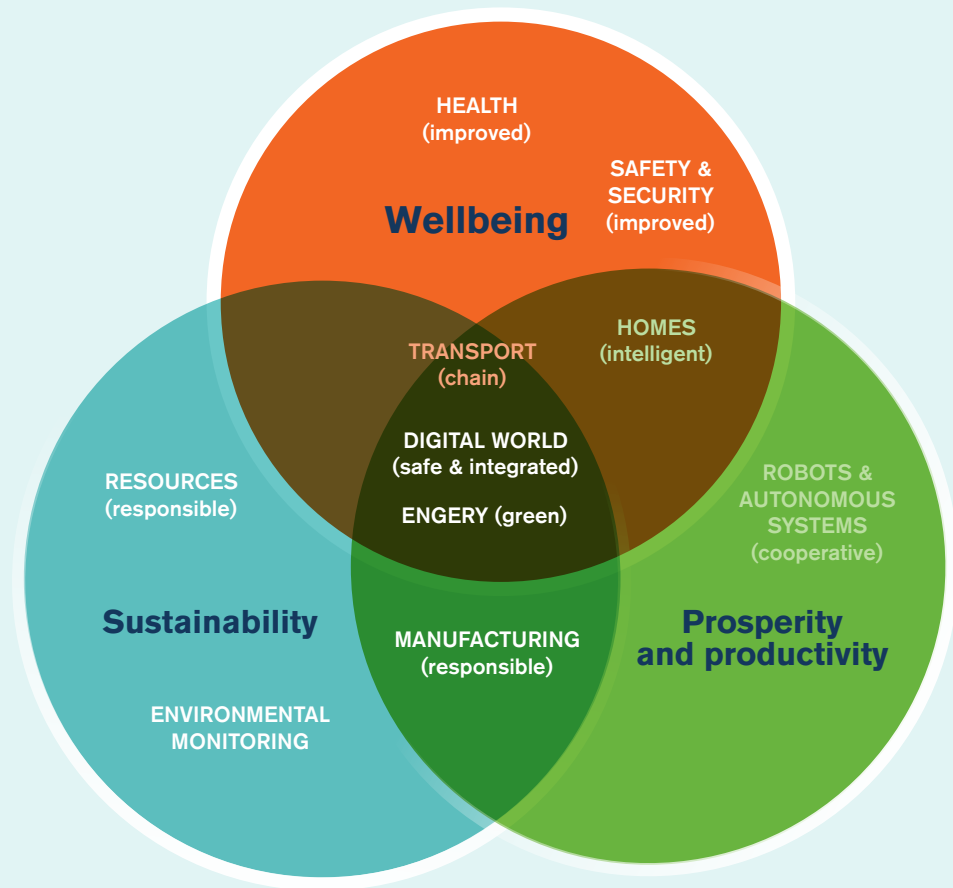 HEALTH
(improved)
SAFETY &
SECURITY
(improved)
Wellbeing
HOMES
(intelligent)
TRANSPORT
(chain)
DIGITAL WORLD
(safe & integrated)
ENGERY (green)
RESOURCES
(responsible)
ROBOTS &
AUTONOMOUS
SYSTEMS
(cooperative)
Sustainability
Prosperity
and productivity
MANUFACTURING
(responsible)
ENVIRONMENTAL
MONITORING